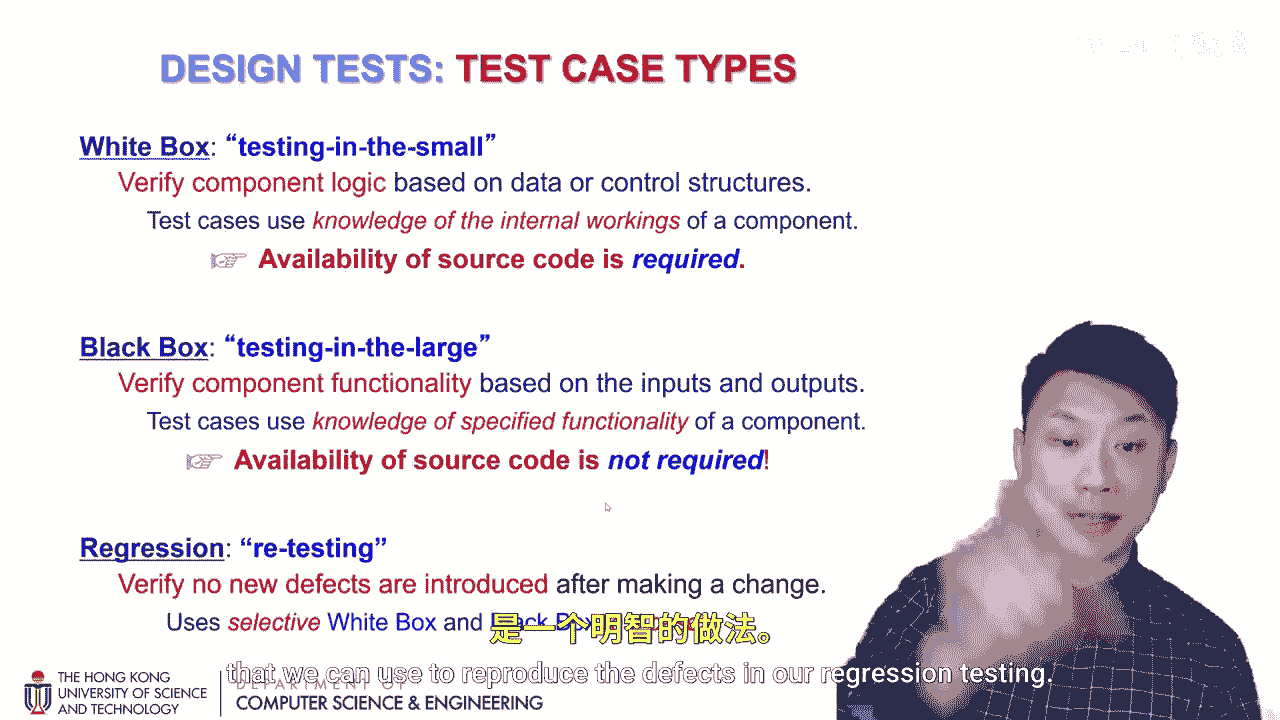 DESIGN TESTS: TEST CASE TYPES
White Box: “testing-in-the-small”
Verify component logic based on data or control structures.
Test cases use knowledge of the internal workings of a component.
☞ Availability of source code is required.
Black Box: “testing-in-the-large”
Verify component functionality based on the inputs and outputs.
Test cases use knowledge of specified functionality of a component.
☞ Availability of source code is not required!
Regression: “re-testing”
Verify no new defects are introduced after making a change.
Uses selective White Box and Black
是一个明智的做法。
that we can use to reproduce the defects in our regression testing.
THE HONG KONG
UNIVERSITY OF SCIENCE
AND TECHNOLOGY
DEPARTMENT OF
COMPUTER SCIENCE & ENGINEERING